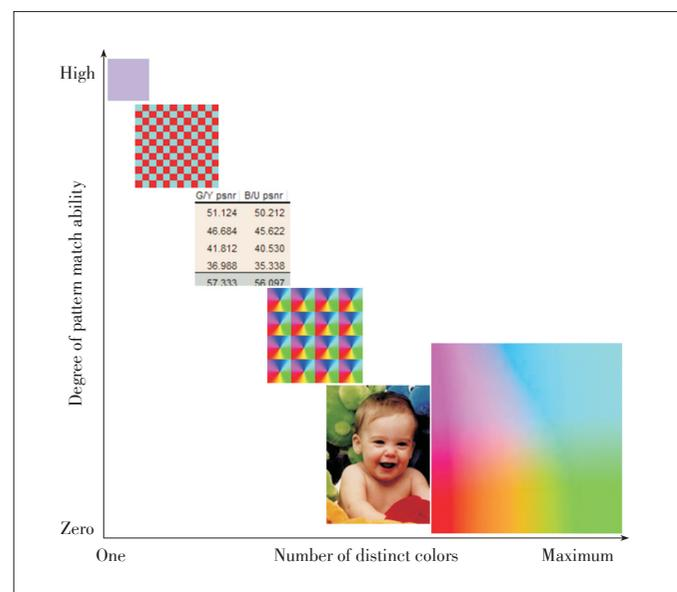 High
Degree of pattern match ability
G/Y psnr B/U psnr
51.124 50.212
46.684 45.622
41.812 40.530
36.988 35.338
57.333 56.097
Zero
One Number of distinct colors Maximum